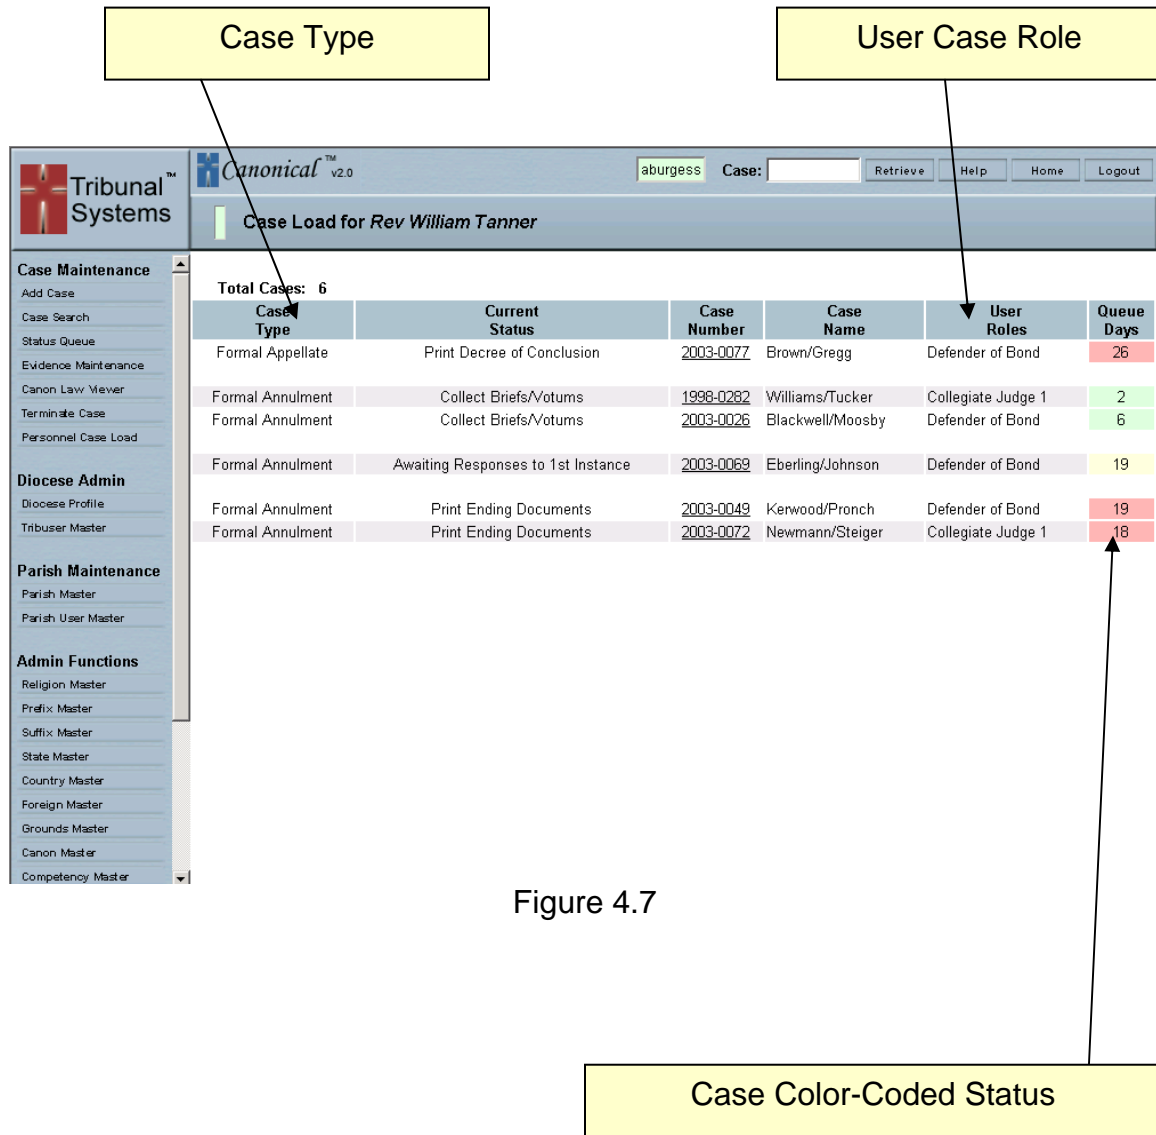 Case Type
User Case Role
Tribunal™
Systems
Canonical™ v2.0
aburgess Case: Retrieve Help Home Logout
Case Load for Rev William Tanner
Case Maintenance
Add Case
Case Search
Status Queue
Evidence Maintenance
Canon Law Viewer
Terminate Case
Personnel Case Load
Diocese Admin
Diocese Profile
Tribuser Master
Parish Maintenance
Parish Master
Parish User Master
Admin Functions
Religion Master
Prefix Master
Suffix Master
State Master
Country Master
Foreign Master
Grounds Master
Canon Master
Competency Master
Total Cases: 6
Case Type Current Status Case Number Case Name User Roles Queue Days
Formal Appellate Print Decree of Conclusion 2003-0077 Brown/Gregg Defender of Bond 26
Formal Annulment Collect Briefs/Votums 1998-0282 Williams/Tucker Collegiate Judge 1 2
Formal Annulment Collect Briefs/Votums 2003-0026 Blackwell/Moosby Defender of Bond 6
Formal Annulment Awaiting Responses to 1st Instance 2003-0069 Eberling/Johnson Defender of Bond 19
Formal Annulment Print Ending Documents 2003-0049 Kerwood/Pronch Defender of Bond 19
Formal Annulment Print Ending Documents 2003-0072 Newmann/Steiger Collegiate Judge 1 18
Figure 4.7
Case Color-Coded Status